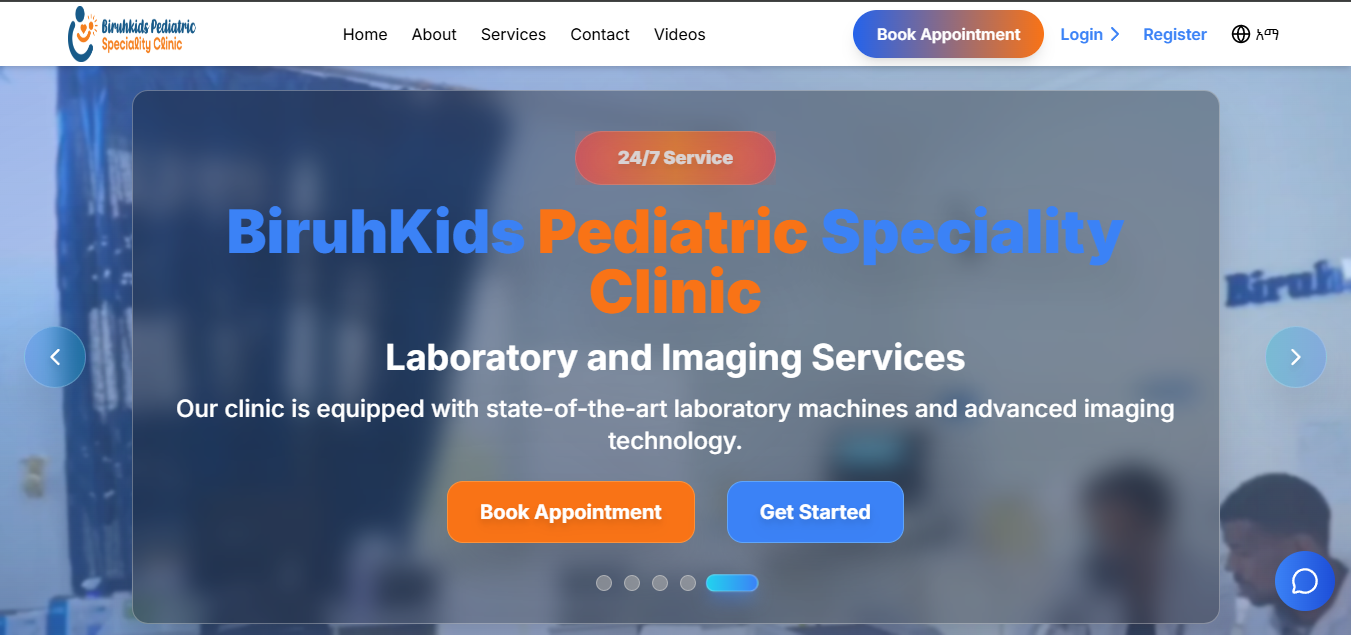 Biruhkids Pediatric
Speciality Clinic
Home About Services Contact Videos
Book Appointment
Login
Register
አማ
24/7 Service
BiruhKids Pediatric Speciality
Clinic
Laboratory and Imaging Services
Our clinic is equipped with state-of-the-art laboratory machines and advanced imaging
technology.
Book Appointment
Get Started
Biruh